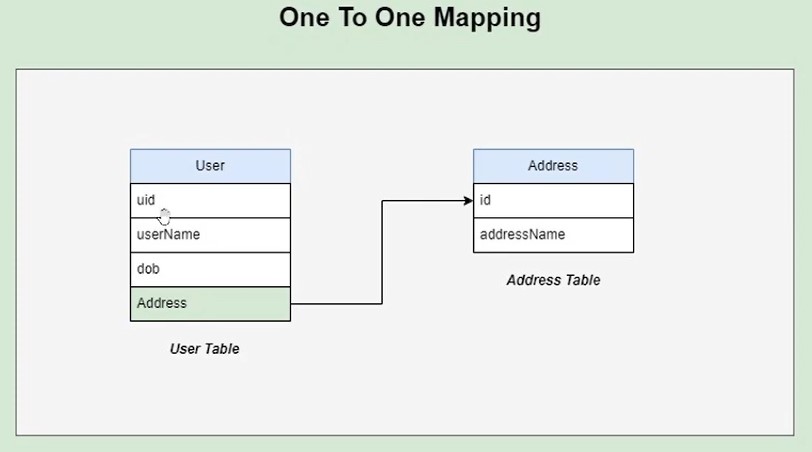 One To One Mapping
User
uid
userName
dob
Address
User Table
Address
id
addressName
Address Table